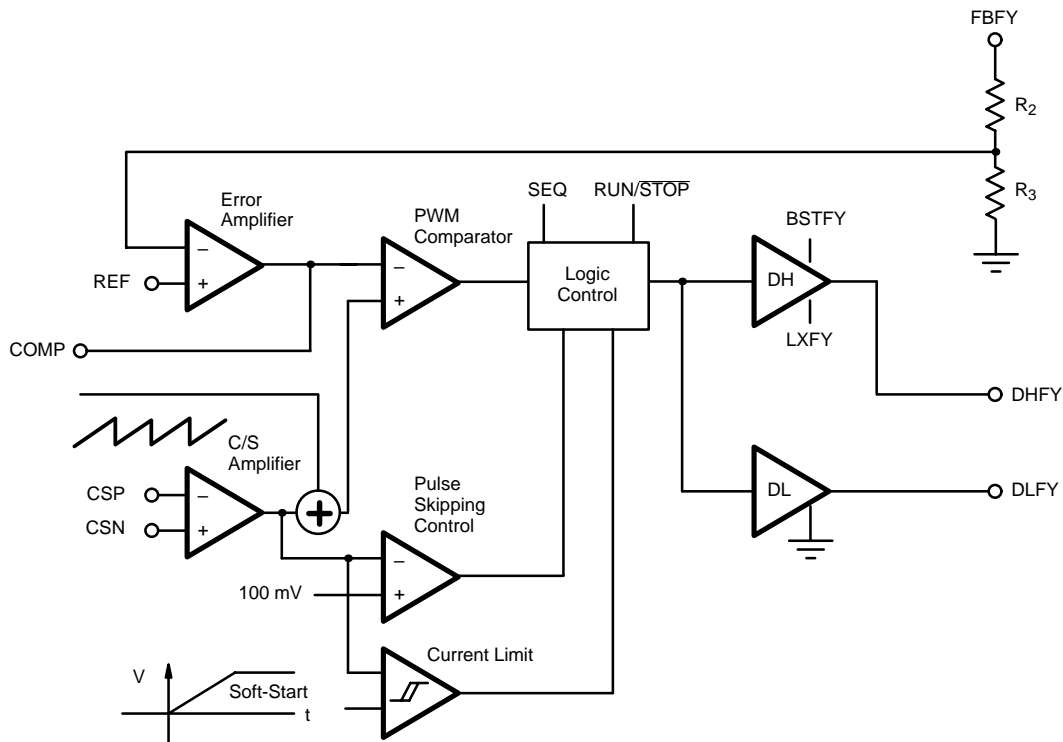 FBFY
R2
R3
SEQ
RUN/STOP
Error
Amplifier
PWM
Comparator
BSTFY
−
+
REF
−
+
Logic
Control
DH
LXFY
COMP
DHFY
C/S
Amplifier
Pulse
Skipping
Control
CSP
−
CSN
+
+
DL
DLFY
−
100 mV
+
Current Limit
V
Soft-Start
t